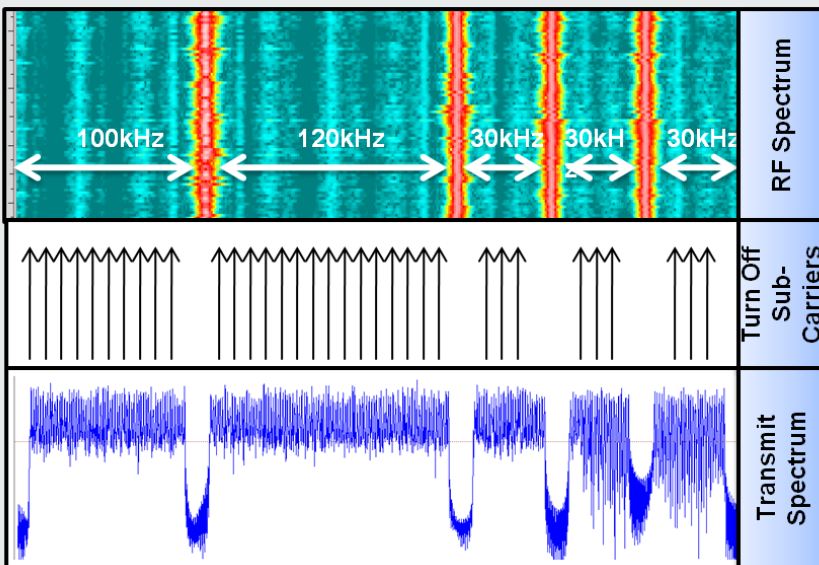 100kHz
120kHz
30kHz
30kH
z
30kHz
RF Spectrum
Turn Off
Sub-
Carriers
Transmit
Spectrum